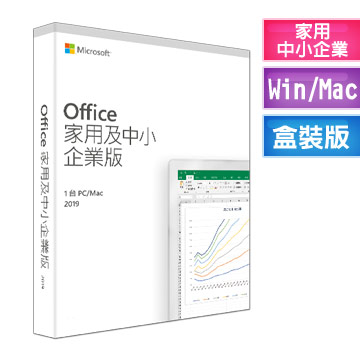 Microsoft
Office
家用及中小
企業版
1 台 PC/Mac
2019
Office 家用及中小企業版 2019
家用
中小企業
Win/Mac
盒裝版